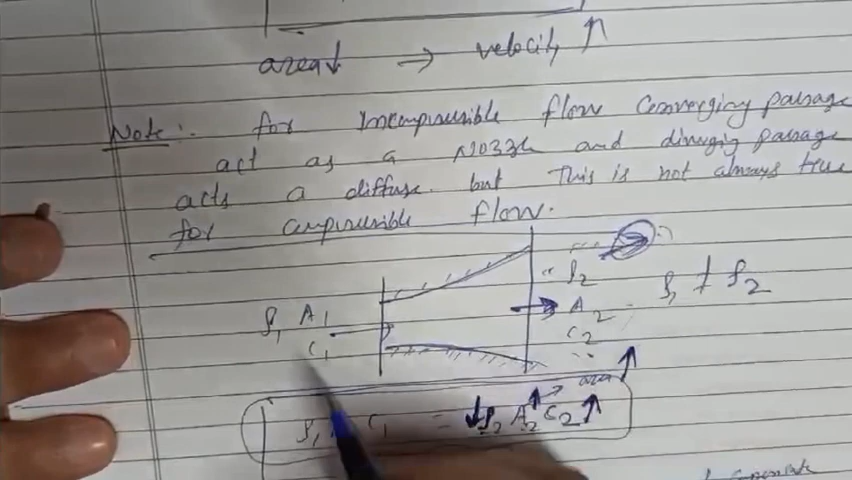 area↓ → velocity ↑
Note:. for Incompressible flow Converging passage
act as a nozzle and diverging passage
acts a diffuse. but This is not always true
for compressible flow.
ρ2
ρ1 A1 A2 ρ1 ≠ ρ2
C1 C2
area ↑
ρ1 C1 = ↓ρ2 A2↑ C2↑